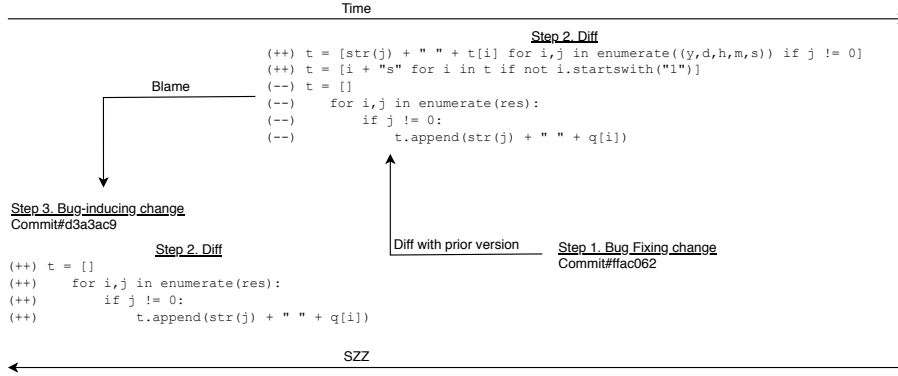 Time
Step 2. Diff
(++) t = [str(j) + " " + t[i] for i,j in enumerate((y,d,h,m,s)) if j != 0]
(++) t = [i + "s" for i in t if not i.startswith("1")]
(--) t = []
(--)     for i,j in enumerate(res):
(--)         if j != 0:
(--)             t.append(str(j) + " " + q[i])
Blame
Step 3. Bug-inducing change
Commit#d3a3ac9
Step 2. Diff
(++) t = []
(++)     for i,j in enumerate(res):
(++)         if j != 0:
(++)             t.append(str(j) + " " + q[i])
Diff with prior version
Step 1. Bug Fixing change
Commit#ffac062
SZZ